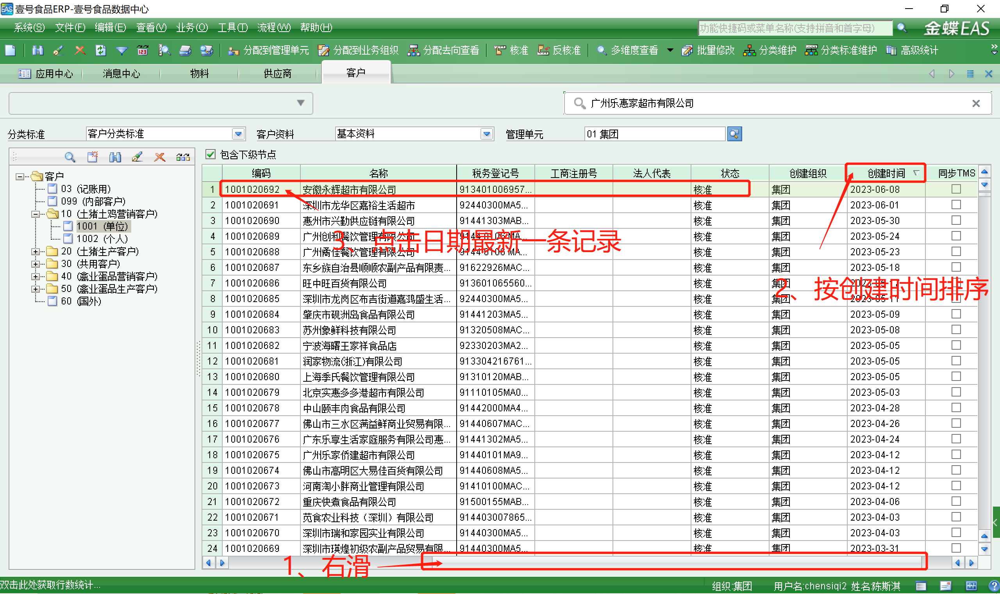 壹号食品ERP-壹号食品数据中心
系统(S) 文件(F) 编辑(E) 查看(V) 业务(O) 工具(T) 流程(W) 帮助(H) 功能快捷码或菜单名称(支持拼音和首字母) 金蝶EAS
分配到管理单元 分配到业务组织 分配去向查看 核准 反核准 多维度查看 批量修改 分类维护 分类标准维护 高级统计
应用中心 消息中心 物料 供应商 客户
广州乐惠家超市有限公司
分类标准 客户分类标准 客户资料 基本资料 管理单元 01 集团
包含下级节点
客户
03 (记账用)
099 (内部客户)
10 (土猪土鸡营销客户)
1001 (单位)
1002 (个人)
20 (土猪生产客户)
30 (共用客户)
40 (禽业蛋品营销客户)
50 (禽业蛋品生产客户)
60 (国外)
编码 名称 税务登记号 工商注册号 法人代表 状态 创建组织 创建时间 同步TMS
1 1001020692 安徽永辉超市有限公司 913401006957... 核准 集团 2023-06-08
2 1001020691 深圳市龙华区嘉裕生活超市 92440300MA5... 核准 集团 2023-06-01
3 1001020690 惠州市兴勤供应链有限公司 91441303MAB... 核准 集团 2023-05-30
4 1001020689 广州创和餐饮管理有限公司 核准 集团 2023-05-24
5 1001020688 核准 集团 2023-05-23
6 1001020687 东乡族自治县顺顺农副产品有限责... 91622926MAC... 核准 集团 2023-05-18
7 1001020686 旺中旺百货有限公司 913601065560... 核准 集团
8 1001020685 深圳市龙岗区布吉街道嘉鸿盛生活... 92440300MA5... 核准 集团 2023-05-11
9 1001020684 肇庆市砚洲岛食品有限公司 91441203MA5... 核准 集团 2023-05-09
10 1001020683 苏州象鲜科技有限公司 91320508MAC... 核准 集团 2023-05-08
11 1001020682 宁波海曙王家祥食品店 92330203MA2... 核准 集团 2023-05-05
12 1001020681 润家物流(浙江)有限公司 913304216761... 核准 集团 2023-05-05
13 1001020680 上海季氏餐饮管理有限公司 91310120MAB... 核准 集团 2023-05-05
14 1001020679 北京实惠多多港超市有限公司 91110105MA0... 核准 集团 2023-05-03
15 1001020678 中山颐丰肉食品有限公司 91442000MA4... 核准 集团 2023-04-28
16 1001020677 佛山市三水区满益鲜商业贸易有限... 91440607MAC... 核准 集团 2023-04-26
17 1001020676 广东乐享生活家庭服务有限公司惠... 91441302MA5... 核准 集团 2023-04-24
18 1001020675 广州乐家侨建超市有限公司 91440101MA9... 核准 集团 2023-04-12
19 1001020674 佛山市高明区大易佳百货有限公司 91440608MA5... 核准 集团 2023-04-12
20 1001020673 河南淘小胖商业管理有限公司 91410100MAC... 核准 集团 2023-04-12
21 1001020672 重庆快煮食品有限公司 91500155MAB... 核准 集团 2023-04-06
22 1001020671 苋食农业科技（深圳）有限公司 914403007865... 核准 集团 2023-04-03
23 1001020670 深圳市瑞和家园实业有限公司 91440300MA5... 核准 集团 2023-04-03
24 1001020669 深圳市瑛煌初级农副产品贸易有限... 91440300MA5... 核准 集团 2023-03-31
3、点击日期最新一条记录
2、按创建时间排序
1、右滑
双击此处获取行数统计... 组织:集团 用户名:chensiqi2 姓名:陈斯淇